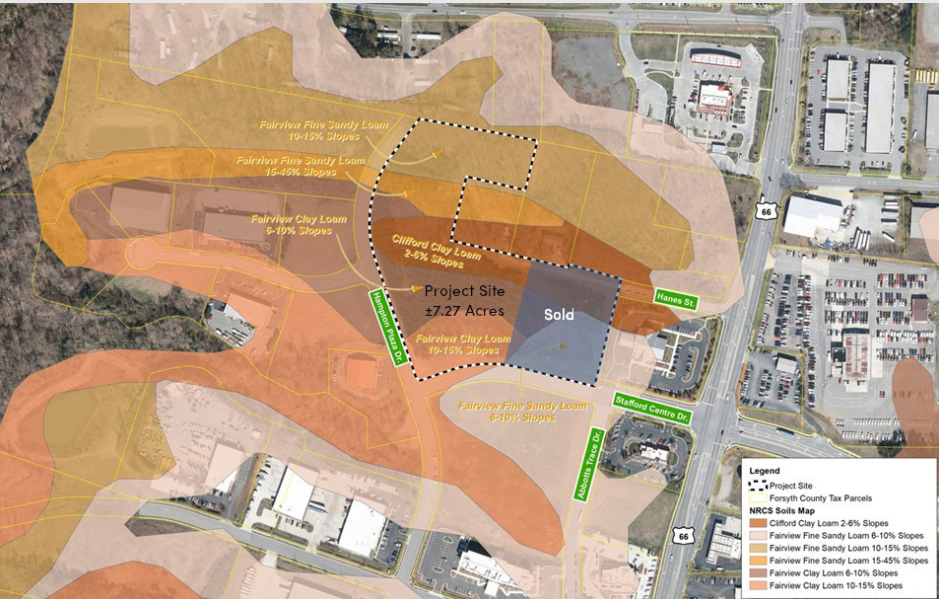 Fairview Fine Sandy Loam
10-15% Slopes
Fairview Fine Sandy Loam
15-45% Slopes
Fairview Clay Loam
6-10% Slopes
Clifford Clay Loam
2-6% Slopes
Project Site
±7.27 Acres
Sold
Fairview Clay Loam
10-15% Slopes
Fairview Fine Sandy Loam
6-10% Slopes
Hampton Plaza Dr.
Hanes St.
Stafford Centre Dr.
Abbotts Trace Dr.
66
66
Legend
Project Site
Forsyth County Tax Parcels
NRCS Soils Map
Clifford Clay Loam 2-6% Slopes
Fairview Fine Sandy Loam 6-10% Slopes
Fairview Fine Sandy Loam 10-15% Slopes
Fairview Fine Sandy Loam 15-45% Slopes
Fairview Clay Loam 6-10% Slopes
Fairview Clay Loam 10-15% Slopes